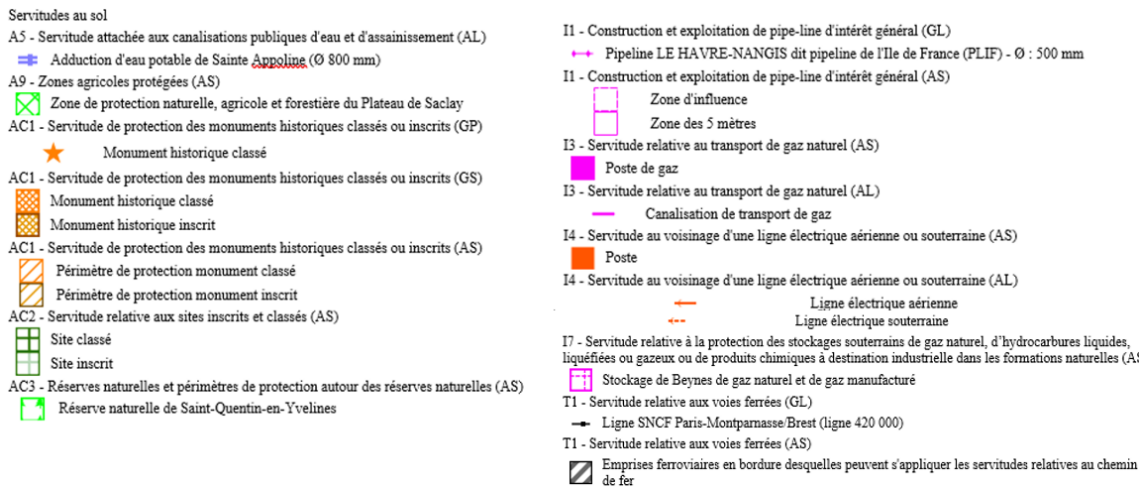 Servitudes au sol
A5 - Servitude attachée aux canalisations publiques d'eau et d'assainissement (AL)
Adduction d'eau potable de Sainte Appoline (Ø 800 mm)
A9 - Zones agricoles protégées (AS)
Zone de protection naturelle, agricole et forestière du Plateau de Saclay
AC1 - Servitude de protection des monuments historiques classés ou inscrits (GP)
Monument historique classé
AC1 - Servitude de protection des monuments historiques classés ou inscrits (GS)
Monument historique classé
Monument historique inscrit
AC1 - Servitude de protection des monuments historiques classés ou inscrits (AS)
Périmètre de protection monument classé
Périmètre de protection monument inscrit
AC2 - Servitude relative aux sites inscrits et classés (AS)
Site classé
Site inscrit
AC3 - Réserves naturelles et périmètres de protection autour des réserves naturelles (AS)
Réserve naturelle de Saint-Quentin-en-Yvelines
I1 - Construction et exploitation de pipe-line d'intérêt général (GL)
Pipeline LE HAVRE-NANGIS dit pipeline de l'Ile de France (PLIF) - Ø : 500 mm
I1 - Construction et exploitation de pipe-line d'intérêt général (AS)
Zone d'influence
Zone des 5 mètres
I3 - Servitude relative au transport de gaz naturel (AS)
Poste de gaz
I3 - Servitude relative au transport de gaz naturel (AL)
Canalisation de transport de gaz
I4 - Servitude au voisinage d'une ligne électrique aérienne ou souterraine (AS)
Poste
I4 - Servitude au voisinage d'une ligne électrique aérienne ou souterraine (AL)
Ligne électrique aérienne
Ligne électrique souterraine
I7 - Servitude relative à la protection des stockages souterrains de gaz naturel, d'hydrocarbures liquides,
liquéfiées ou gazeux ou de produits chimiques à destination industrielle dans les formations naturelles (AS
Stockage de Beynes de gaz naturel et de gaz manufacturé
T1 - Servitude relative aux voies ferrées (GL)
Ligne SNCF Paris-Montparnasse/Brest (ligne 420 000)
T1 - Servitude relative aux voies ferrées (AS)
Emprises ferroviaires en bordure desquelles peuvent s'appliquer les servitudes relatives au chemin
de fer